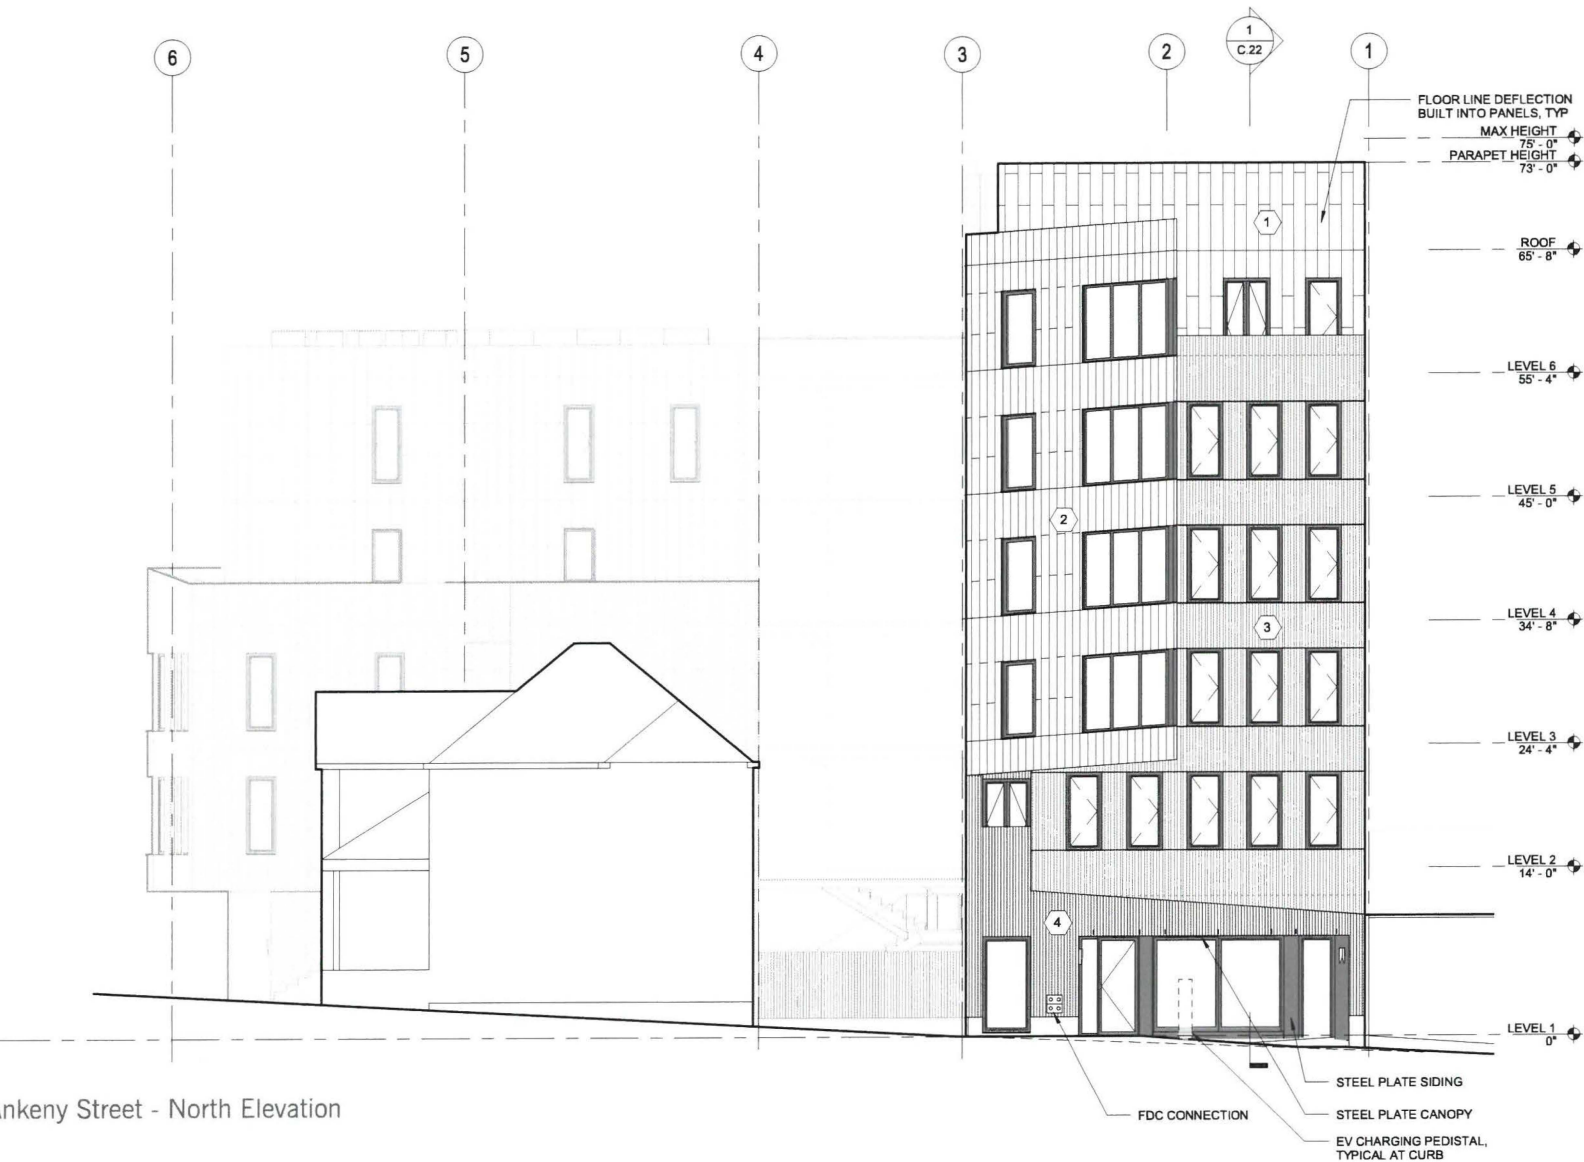 6
5
4
3
2
1
C.22
1
FLOOR LINE DEFLECTION
BUILT INTO PANELS, TYP
MAX HEIGHT
75' - 0"
PARAPET HEIGHT
73' - 0"
1
ROOF
65' - 8"
LEVEL 6
55' - 4"
LEVEL 5
45' - 0"
2
LEVEL 4
34' - 8"
3
LEVEL 3
24' - 4"
LEVEL 2
14' - 0"
4
LEVEL 1
0"
STEEL PLATE SIDING
FDC CONNECTION
STEEL PLATE CANOPY
EV CHARGING PEDISTAL,
TYPICAL AT CURB
nkeny Street - North Elevation